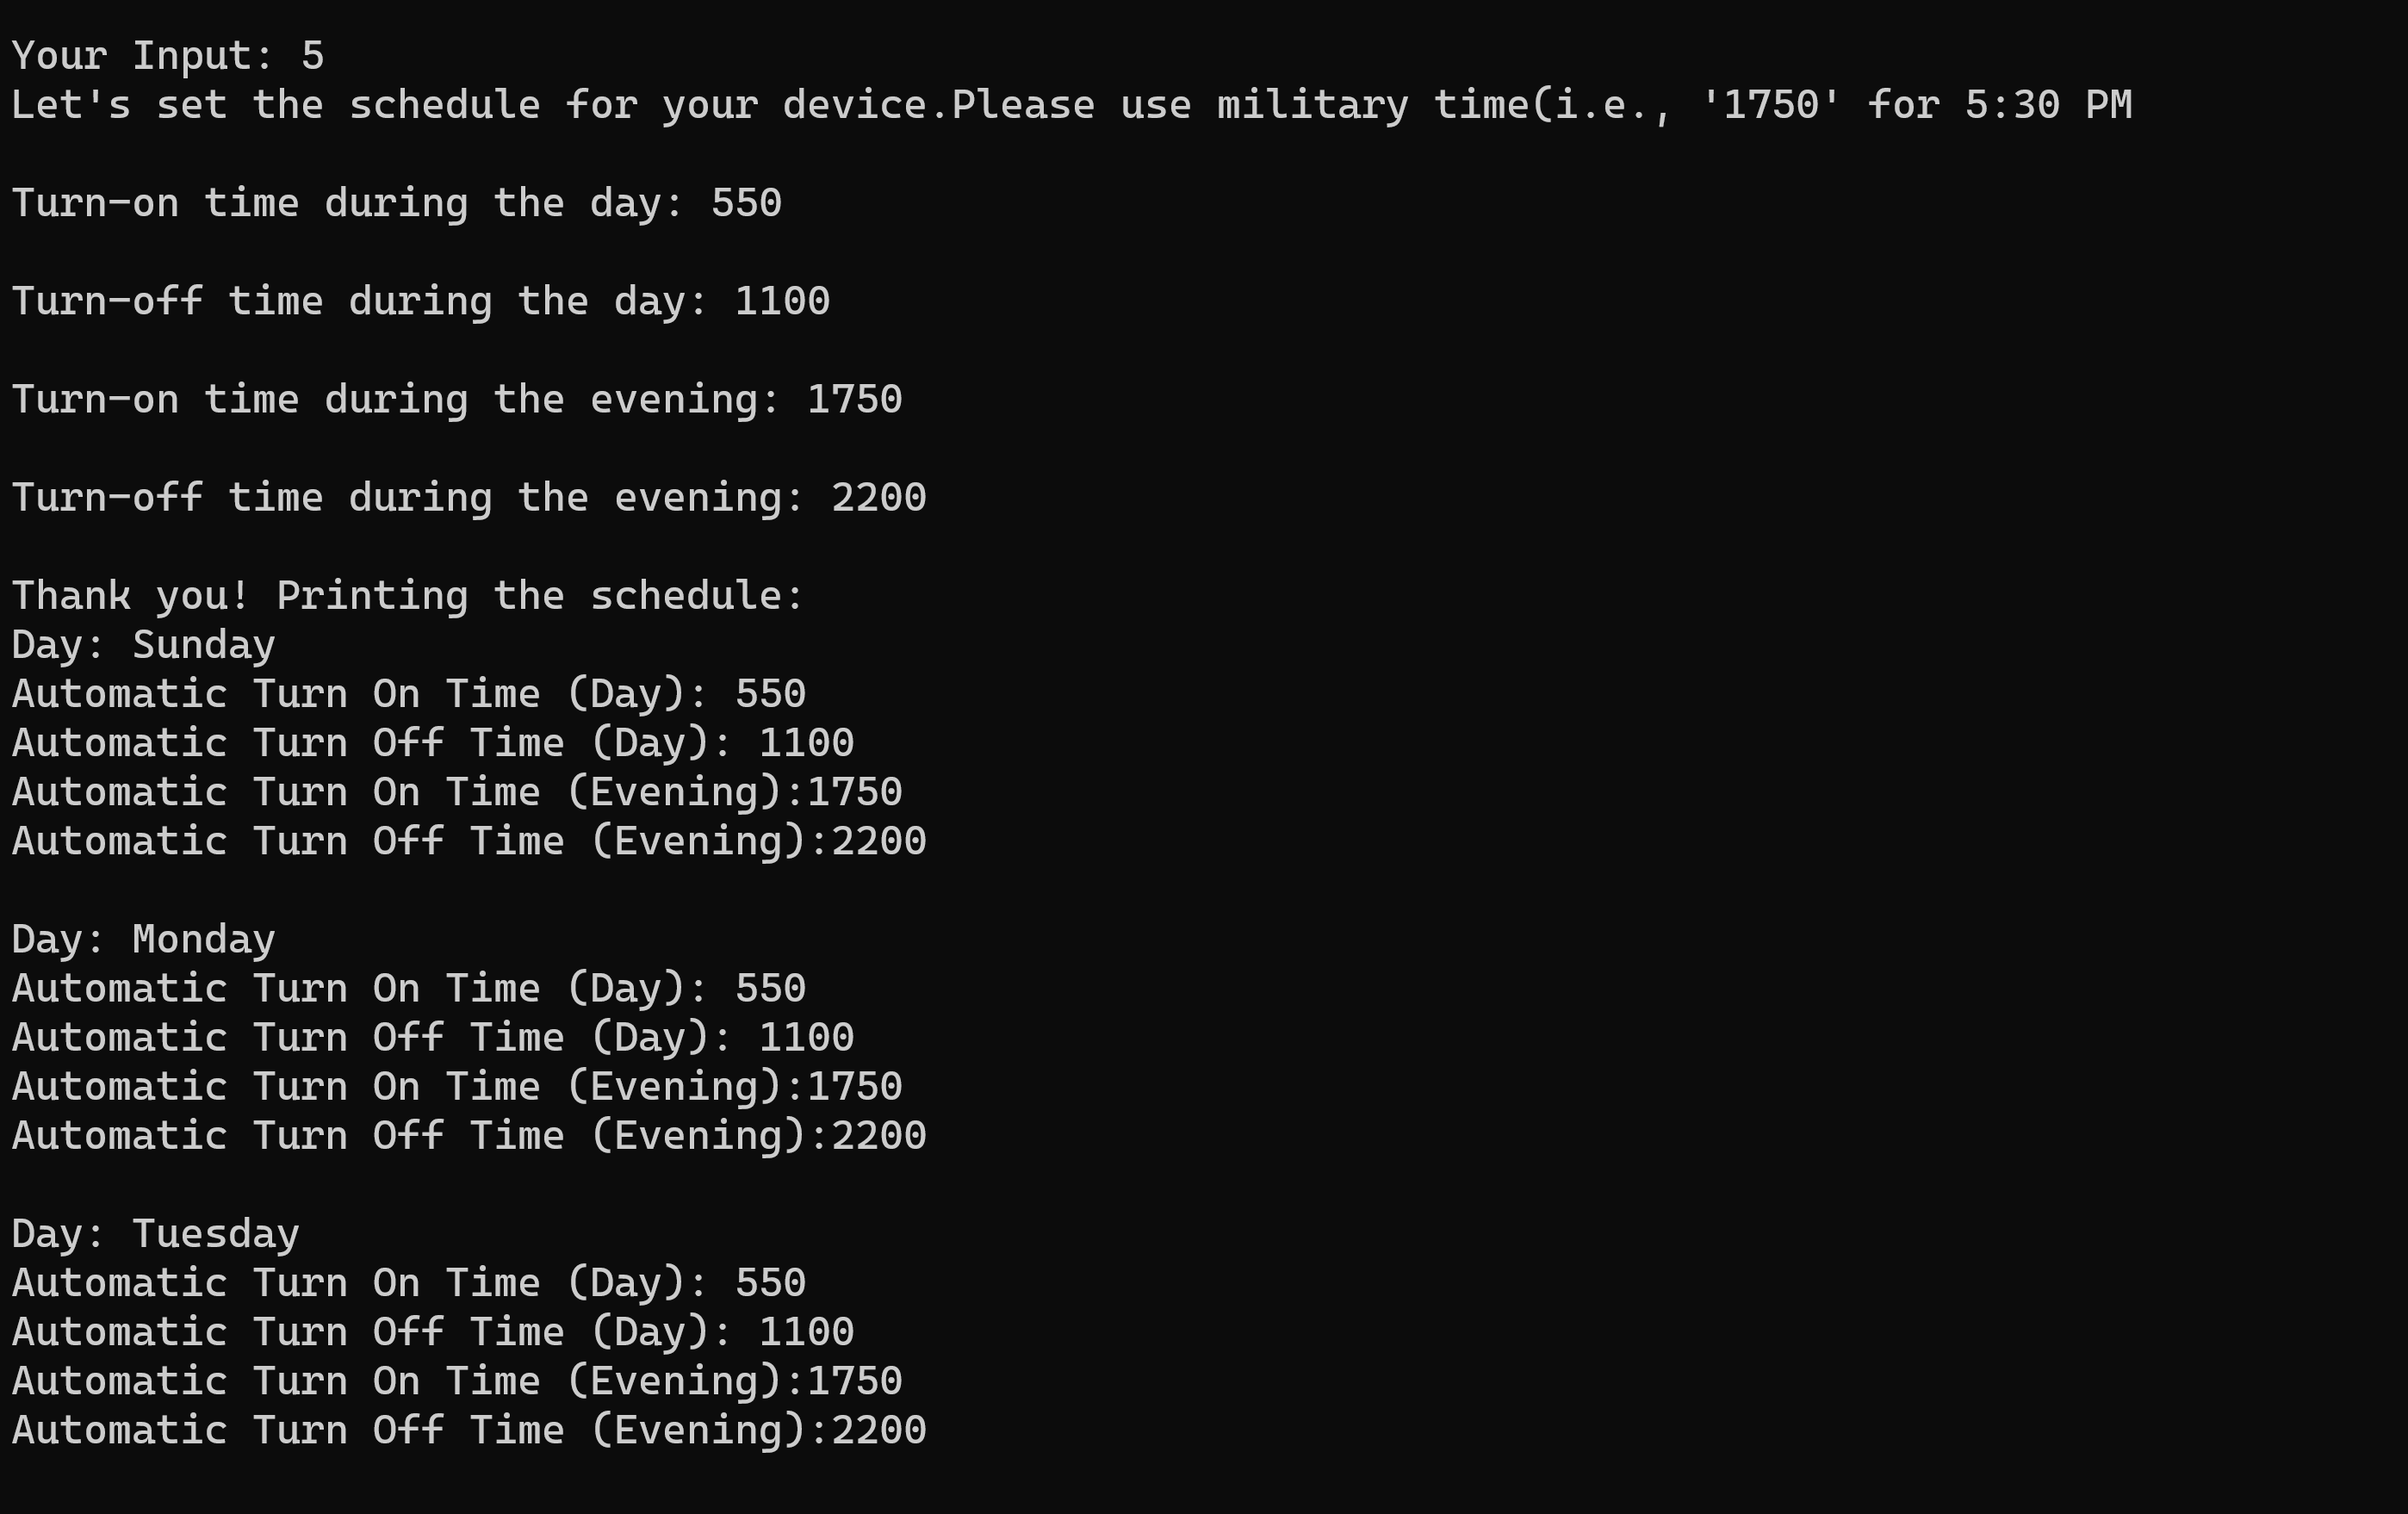 Your Input: 5
Let's set the schedule for your device.Please use military time(i.e., '1750' for 5:30 PM
Turn-on time during the day: 550
Turn-off time during the day: 1100
Turn-on time during the evening: 1750
Turn-off time during the evening: 2200
Thank you! Printing the schedule:
Day: Sunday
Automatic Turn On Time (Day): 550
Automatic Turn Off Time (Day): 1100
Automatic Turn On Time (Evening):1750
Automatic Turn Off Time (Evening):2200
Day: Monday
Automatic Turn On Time (Day): 550
Automatic Turn Off Time (Day): 1100
Automatic Turn On Time (Evening):1750
Automatic Turn Off Time (Evening):2200
Day: Tuesday
Automatic Turn On Time (Day): 550
Automatic Turn Off Time (Day): 1100
Automatic Turn On Time (Evening):1750
Automatic Turn Off Time (Evening):2200